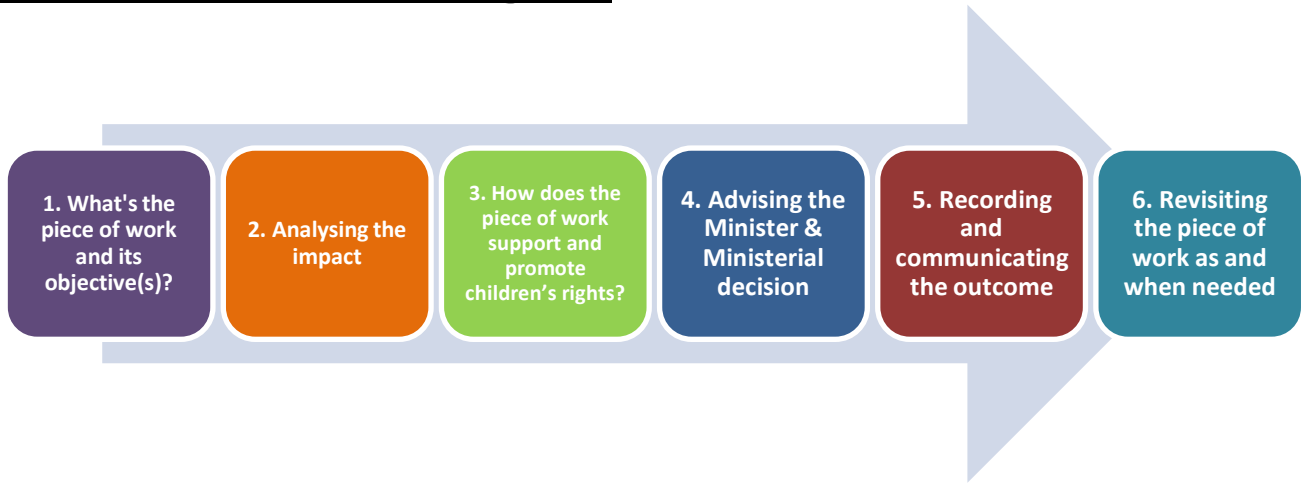 1. What's the
piece of work
and its
objective(s)?
2. Analysing the
impact
3. How does the
piece of work
support and
promote
children’s rights?
4. Advising the
Minister &
Ministerial
decision
5. Recording
and
communicating
the outcome
6. Revisiting
the piece of
work as and
when needed